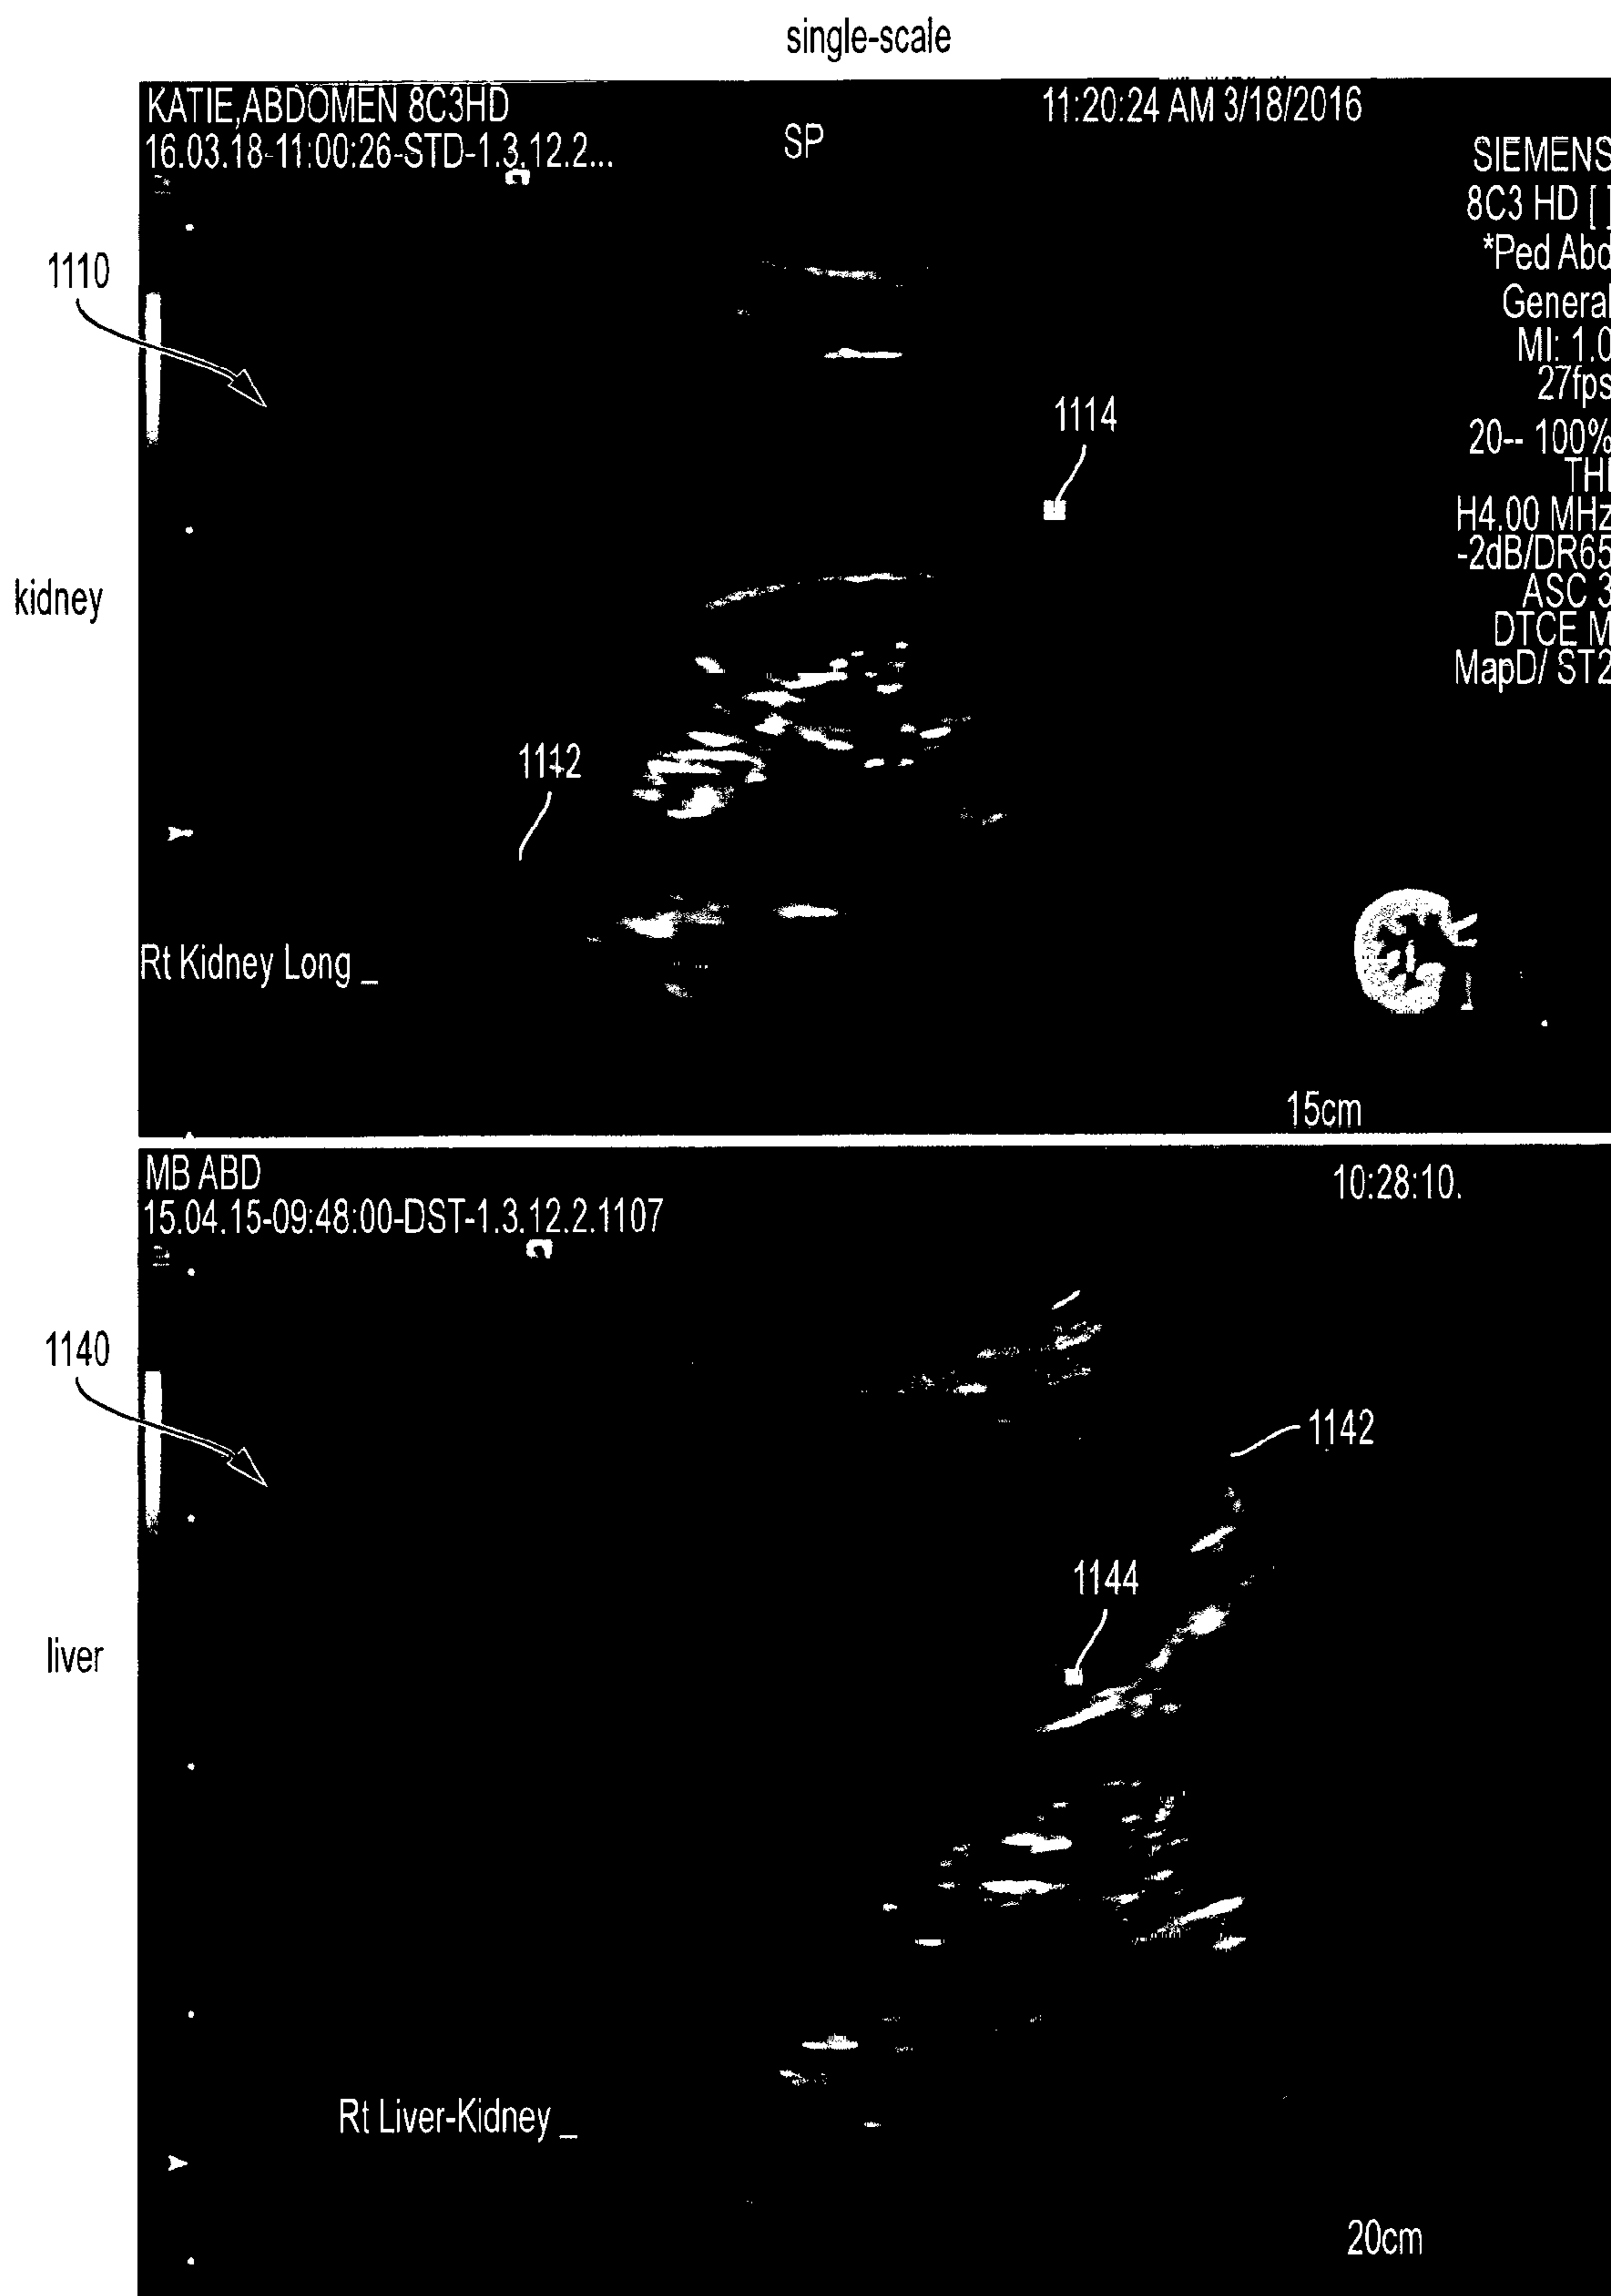 single-scale
KATIE,ABDOMEN 8C3HD
11:20:24 AM 3/18/2016
16.03.18-11:00:26-STD-1.3.12.2...
SP
SIEMENS
8C3 HD [ ]
*Ped Abd
General
MI: 1.0
27fps
20-- 100%
THI
H4.00 MHz
-2dB/DR65
ASC 3
DTCE M
MapD/ ST2
1110
1114
kidney
1112
Rt Kidney Long _
15cm
MB ABD
10:28:10.
15.04.15-09:48:00-DST-1.3.12.2.1107
1140
1142
1144
liver
Rt Liver-Kidney _
20cm